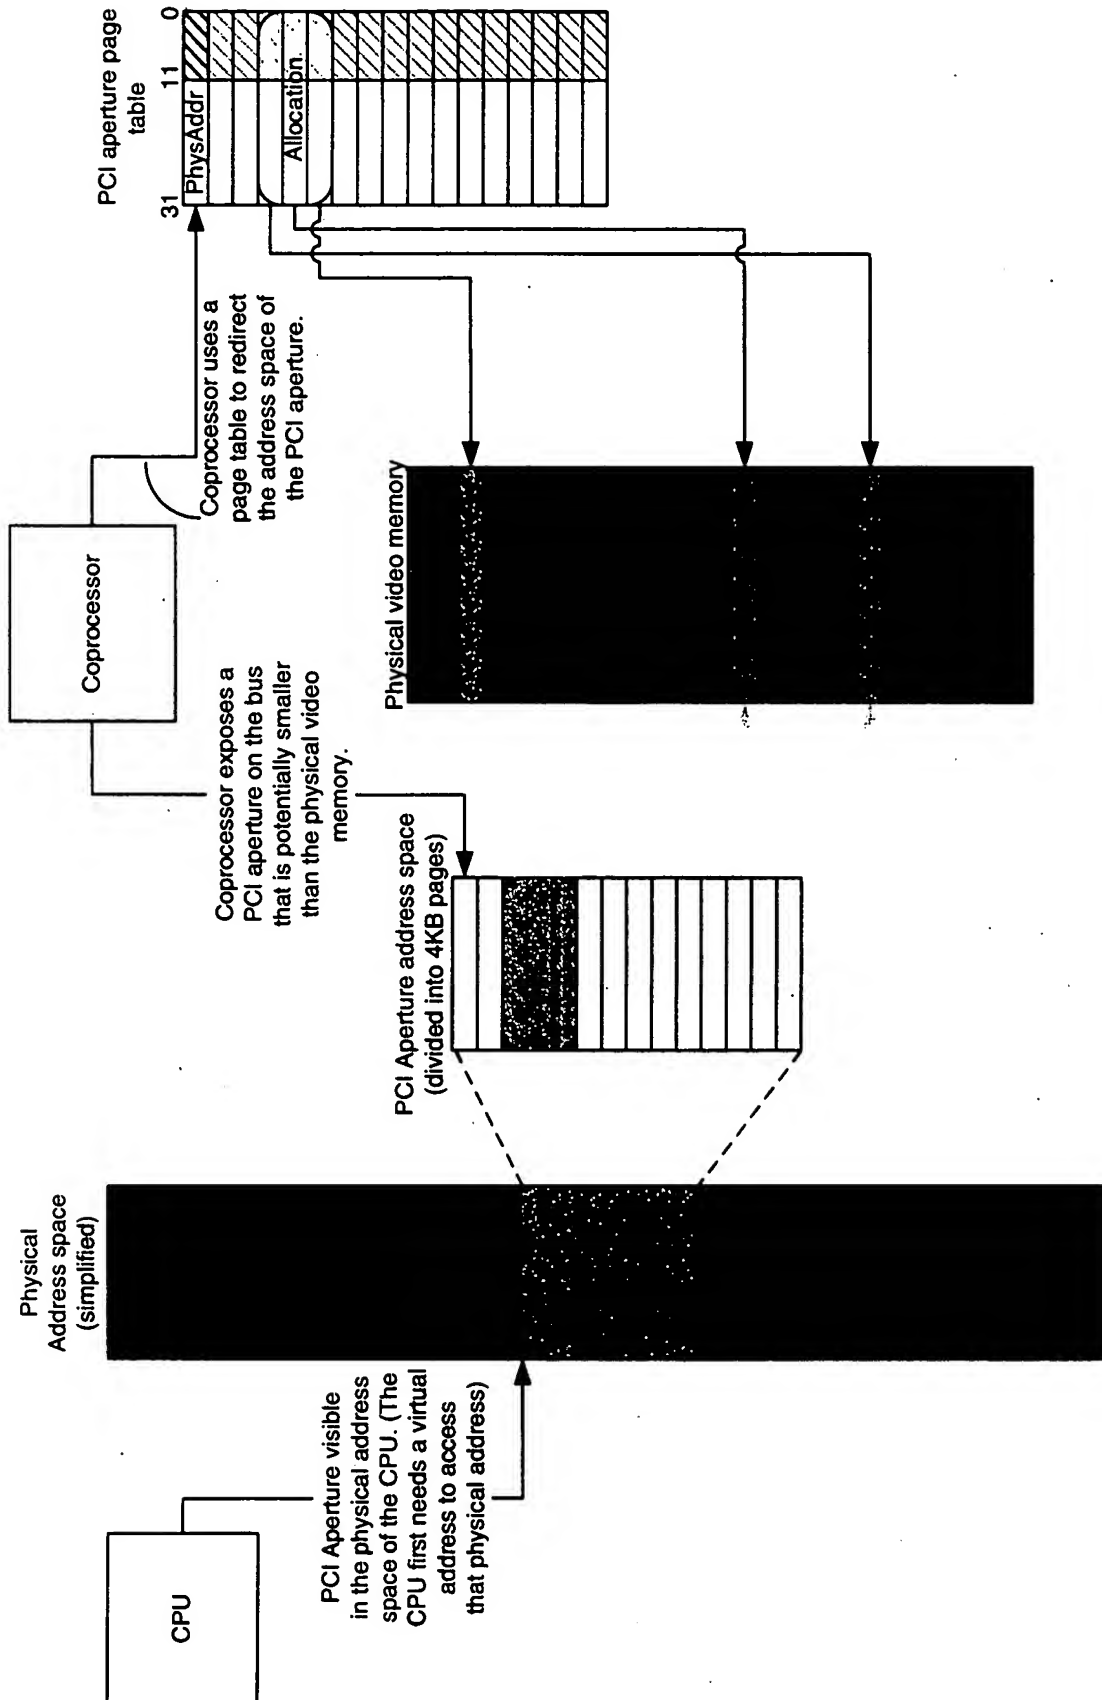 CPU
PCI Aperture visible
in the physical address
space of the CPU. (The
CPU first needs a virtual
address to access
that physical address)
Physical
Address space
(simplified)
PCI Aperture address space
(divided into 4KB pages)
Coprocessor exposes a
PCI aperture on the bus
that is potentially smaller
than the physical video
memory.
Coprocessor
Physical video memory
Coprocessor uses a
page table to redirect
the address space of
the PCI aperture.
PCI aperture page
table
31
11
0
PhysAddr
Allocation